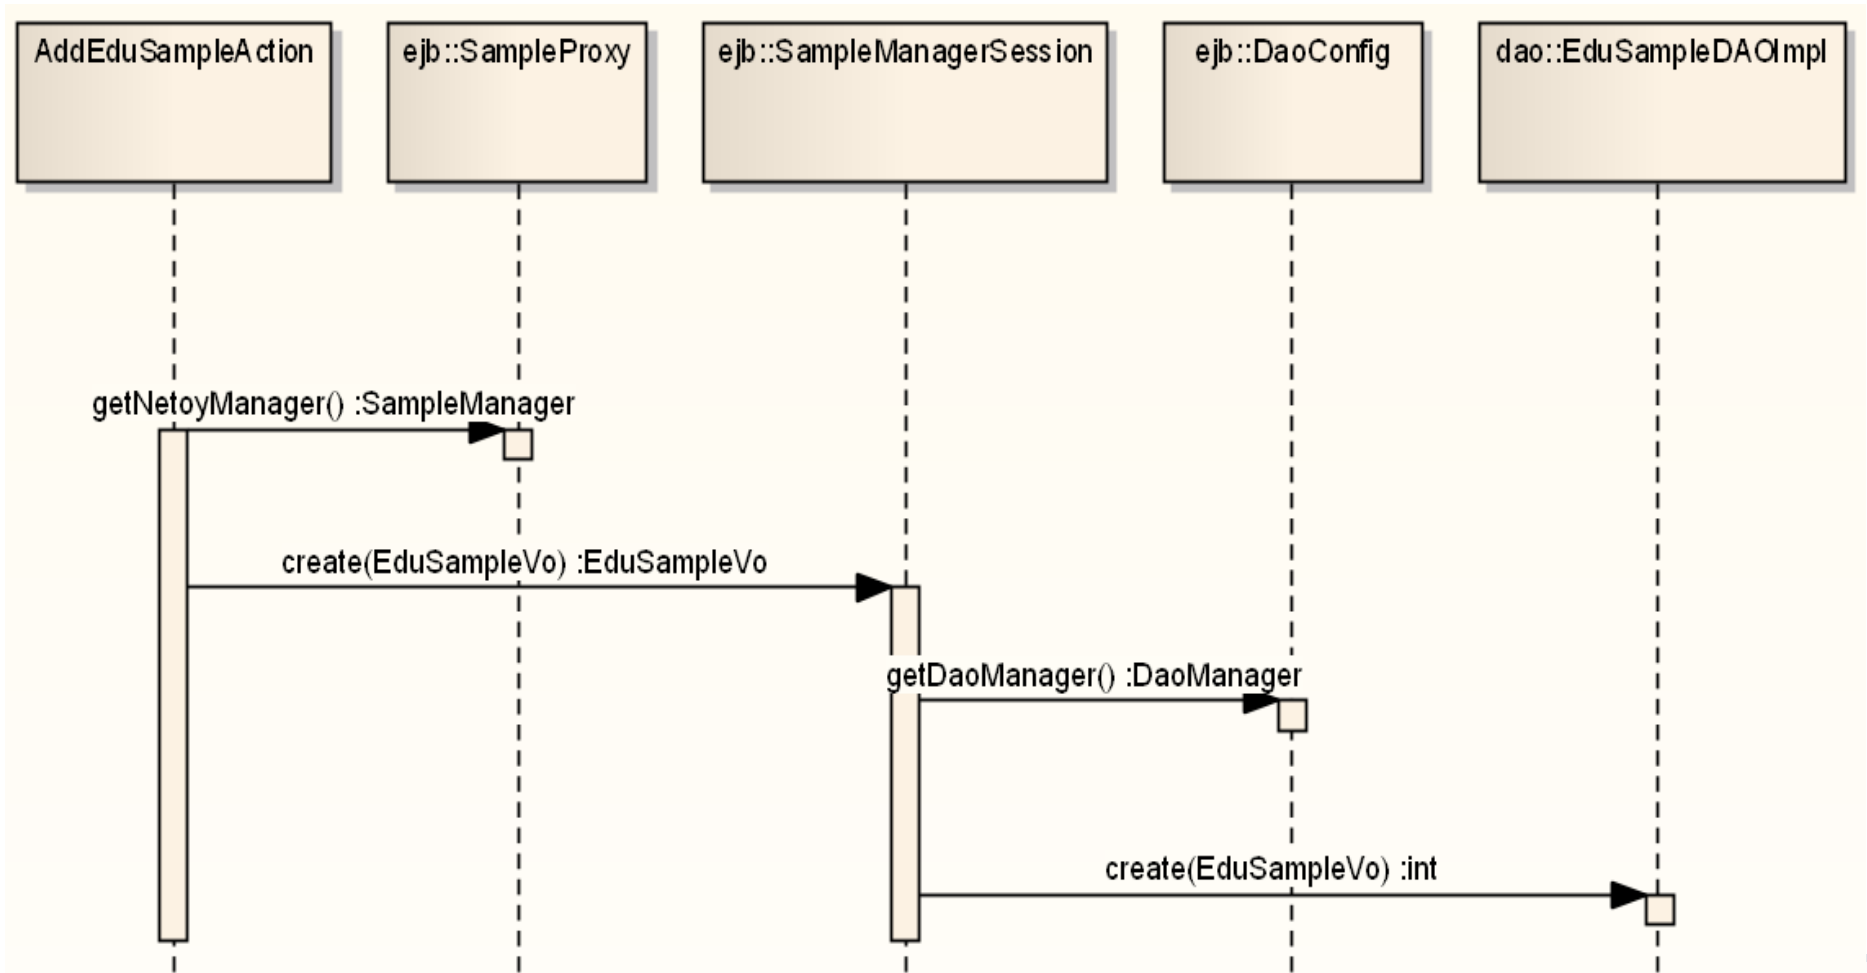 AddEduSampleAction
ejb::SampleProxy
ejb::SampleManagerSession
ejb::DaoConfig
dao::EduSampleDAOImpl
getNetoyManager() :SampleManager
create(EduSampleVo) :EduSampleVo
getDaoManager() :DaoManager
create(EduSampleVo) :int